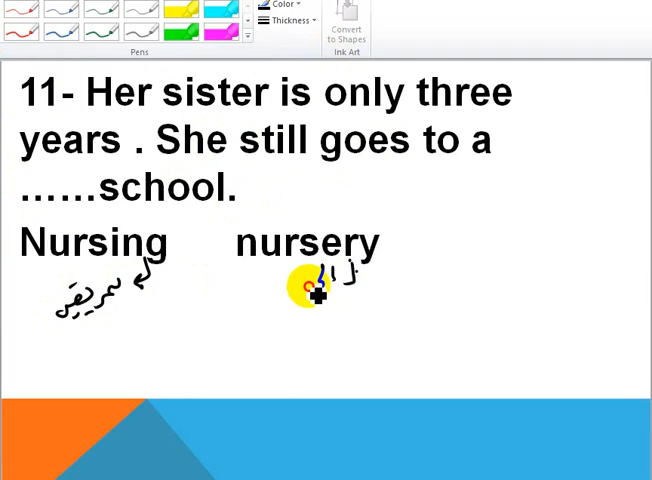 Color
Thickness
Convert
to Shapes
Pens
Ink Art
11- Her sister is only three
years . She still goes to a
……school.
Nursing nursery